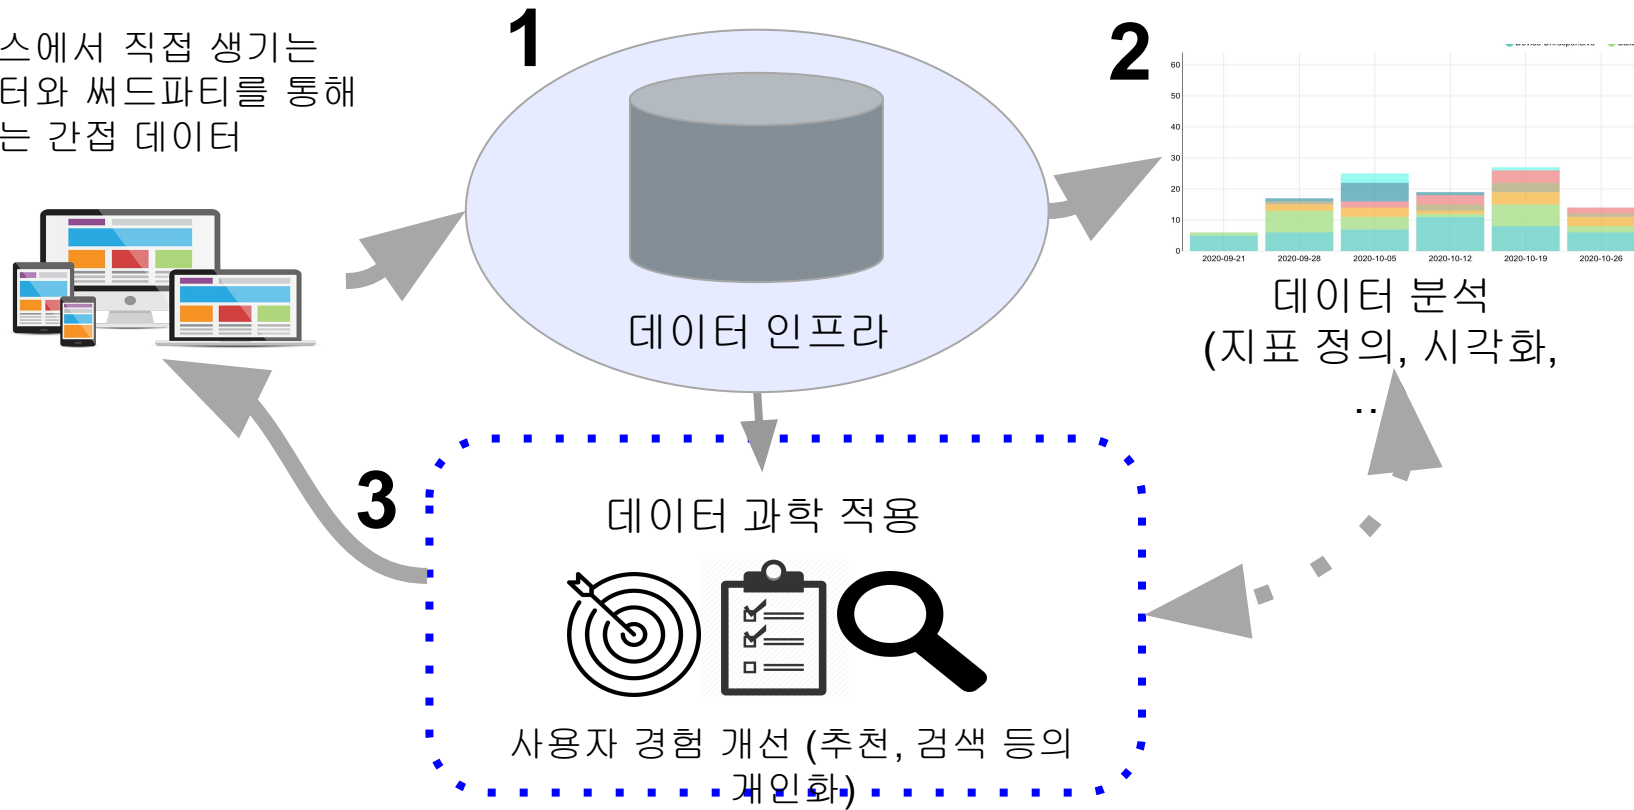 스에서 직접 생기는
터와 써드파티를 통해
는 간접 데이터
1
데이터 인프라
2
60
50
40
30
20
10
0
2020-09-21 2020-09-28 2020-10-05 2020-10-12 2020-10-19 2020-10-26
데이터 분석
(지표 정의, 시각화,
..
3
데이터 과학 적용
사용자 경험 개선 (추천, 검색 등의
개인화)